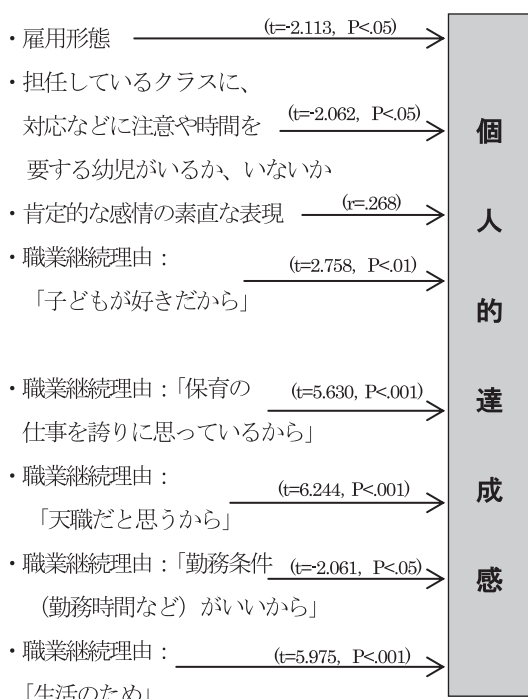 ・雇用形態 (t=-2.113, P<.05)
・担任しているクラスに、
対応などに注意や時間を (t=-2.062, P<.05)
要する幼児がいるか、いないか
・肯定的な感情の素直な表現 (r=.268)
・職業継続理由：
「子どもが好きだから」 (t=2.758, P<.01)
・職業継続理由：「保育の (t=5.630, P<.001)
仕事を誇りに思っているから」
・職業継続理由：
「天職だと思うから」 (t=6.244, P<.001)
・職業継続理由：「勤務条件 (t=-2.061, P<.05)
（勤務時間など）がいいから」
・職業継続理由： (t=5.975, P<.001)
「生活のため」
個人的達成感